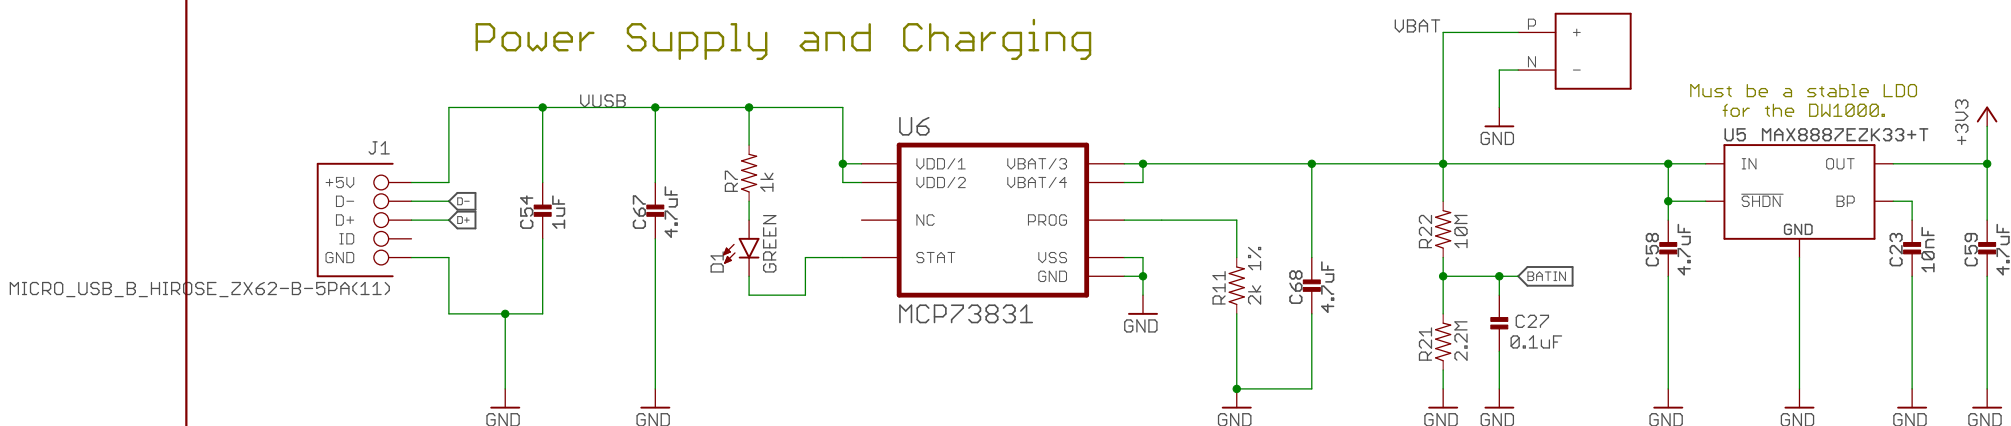 Power Supply and Charging
VBAT
P
+
N
-
GND
Must be a stable LDO
for the DW1000.
U5 MAX8887EZK33+T
+3V3
IN
OUT
SHDN
BP
GND
VUSB
J1
+5V
D-
D+
ID
GND
D-
D+
MICRO_USB_B_HIROSE_ZX62-B-5PA(11)
C54
1uF
C67
4.7uF
R7
1k
D1
GREEN
U6
VDD/1
VDD/2
NC
STAT
VBAT/3
VBAT/4
PROG
VSS
GND
MCP73831
GND
R11
2k 1%
C68
4.7uF
R22
10M
BATIN
R21
2.2M
C27
0.1uF
C58
4.7uF
C23
10nF
C59
4.7uF
GND
GND
GND
GND
GND
GND
GND
GND
GND